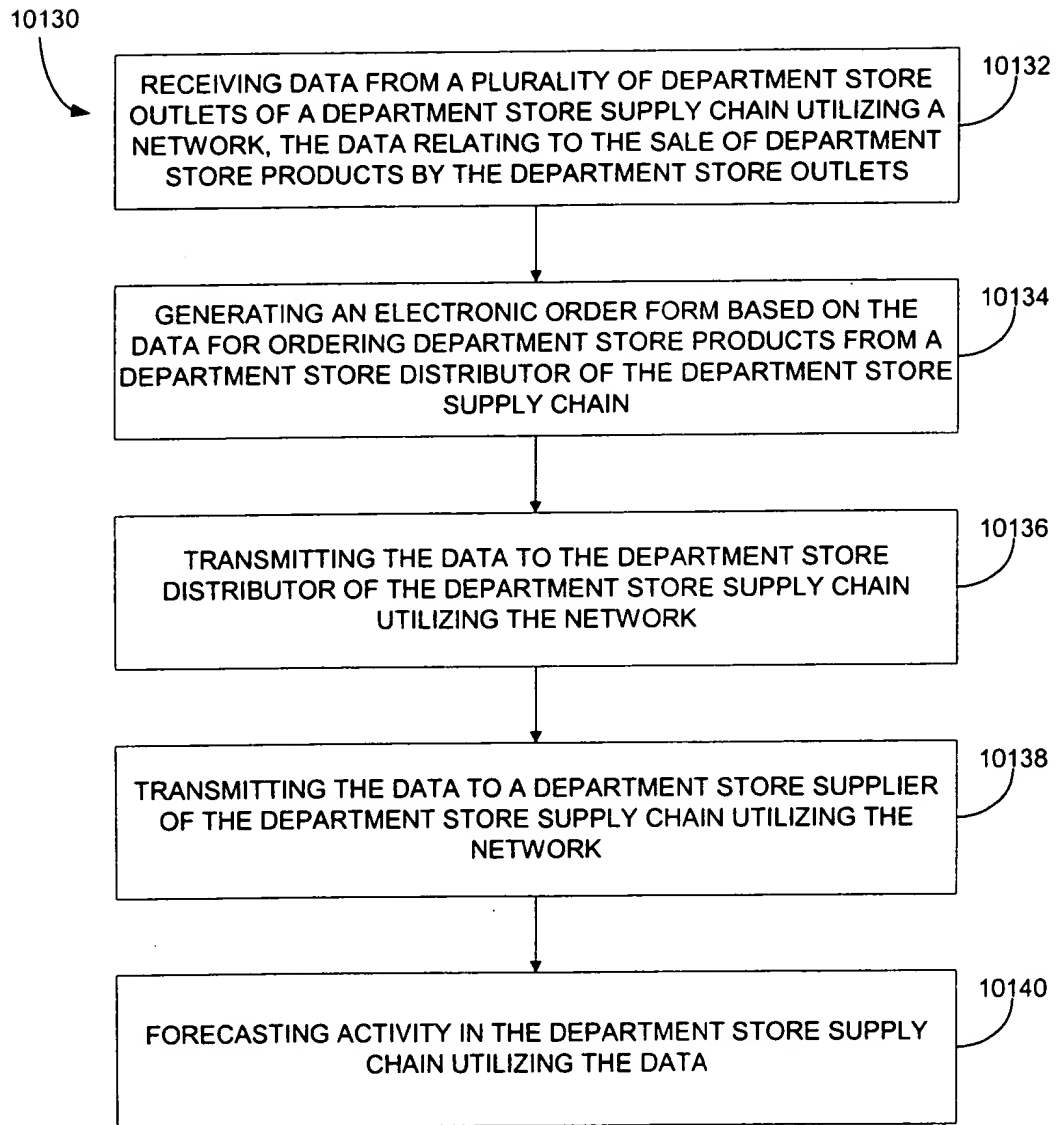 10130
RECEIVING DATA FROM A PLURALITY OF DEPARTMENT STORE
OUTLETS OF A DEPARTMENT STORE SUPPLY CHAIN UTILIZING A
NETWORK, THE DATA RELATING TO THE SALE OF DEPARTMENT
STORE PRODUCTS BY THE DEPARTMENT STORE OUTLETS
10132
GENERATING AN ELECTRONIC ORDER FORM BASED ON THE
DATA FOR ORDERING DEPARTMENT STORE PRODUCTS FROM A
DEPARTMENT STORE DISTRIBUTOR OF THE DEPARTMENT STORE
SUPPLY CHAIN
10134
TRANSMITTING THE DATA TO THE DEPARTMENT STORE
DISTRIBUTOR OF THE DEPARTMENT STORE SUPPLY CHAIN
UTILIZING THE NETWORK
10136
TRANSMITTING THE DATA TO A DEPARTMENT STORE SUPPLIER
OF THE DEPARTMENT STORE SUPPLY CHAIN UTILIZING THE
NETWORK
10138
FORECASTING ACTIVITY IN THE DEPARTMENT STORE SUPPLY
CHAIN UTILIZING THE DATA
10140